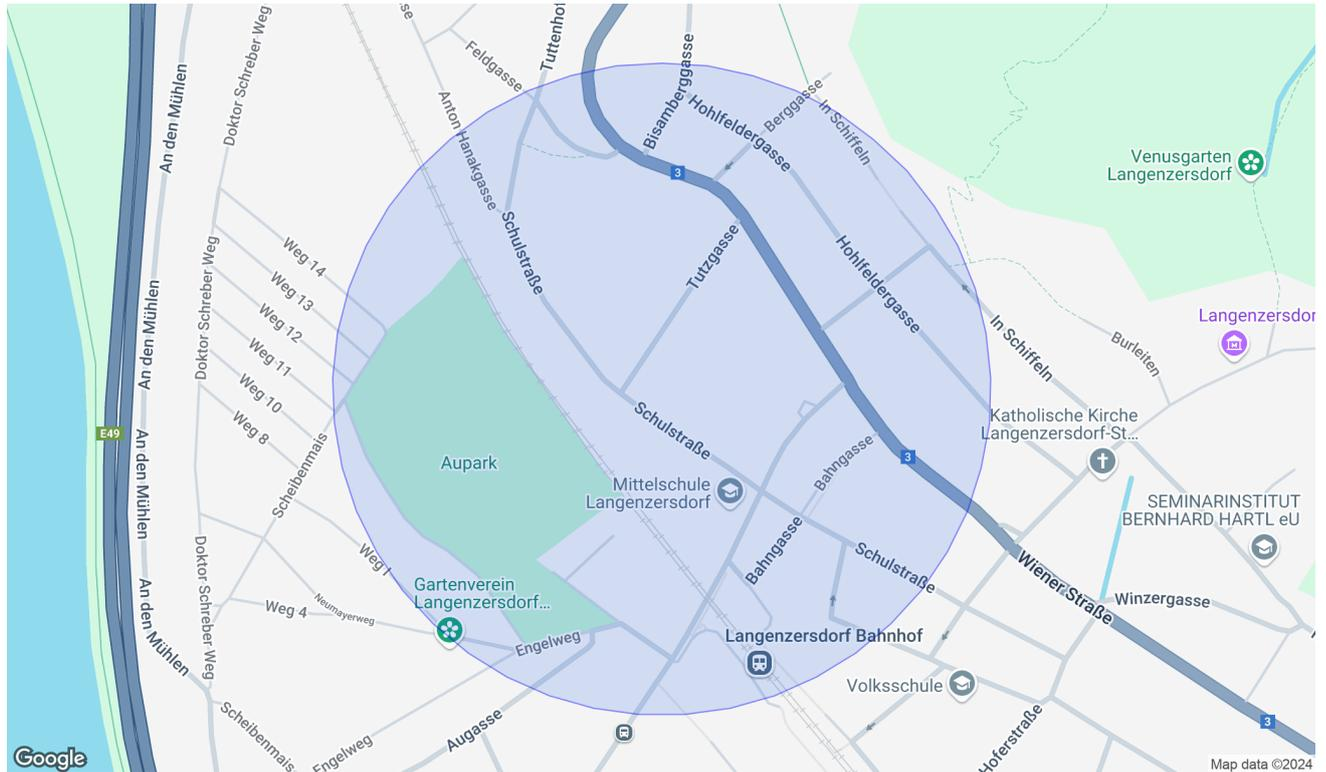 Tuttenhof
Doktor Schreber Weg
Feldgasse
Bisamberggasse
Berggasse
An den Mühlen
Anton Hanakgasse
Hohlfeldergasse
In Schiffeln
Venusgarten
Langenzersdorf
3
Schulstraße
Tutzgasse
Weg 14
Hohlfeldergasse
Weg 13
Doktor Schreber Weg
Weg 12
An den Mühlen
Langenzersdor
In Schiffeln
Burleiten
Weg 11
Weg 10
Weg 8
Schulstraße
Katholische Kirche
Langenzersdorf-St...
E49
3
Bahngasse
Aupark
Scheibenmais
An den Mühlen
Mittelschule
Langenzersdorf
SEMINARINSTITUT
BERNHARD HARTL eU
Bahngasse
Schulstraße
Weg I
Doktor Schreber Weg
Gartenverein
Langenzersdorf...
Wiener Straße
Winzergasse
Weg 4
Neumayerweg
An den Mühlen
Engelweg
Langenzersdorf Bahnhof
Volksschule
Scheibenmais
Augasse
Engelweg
Hoferstraße
3
Google
Map data ©2024